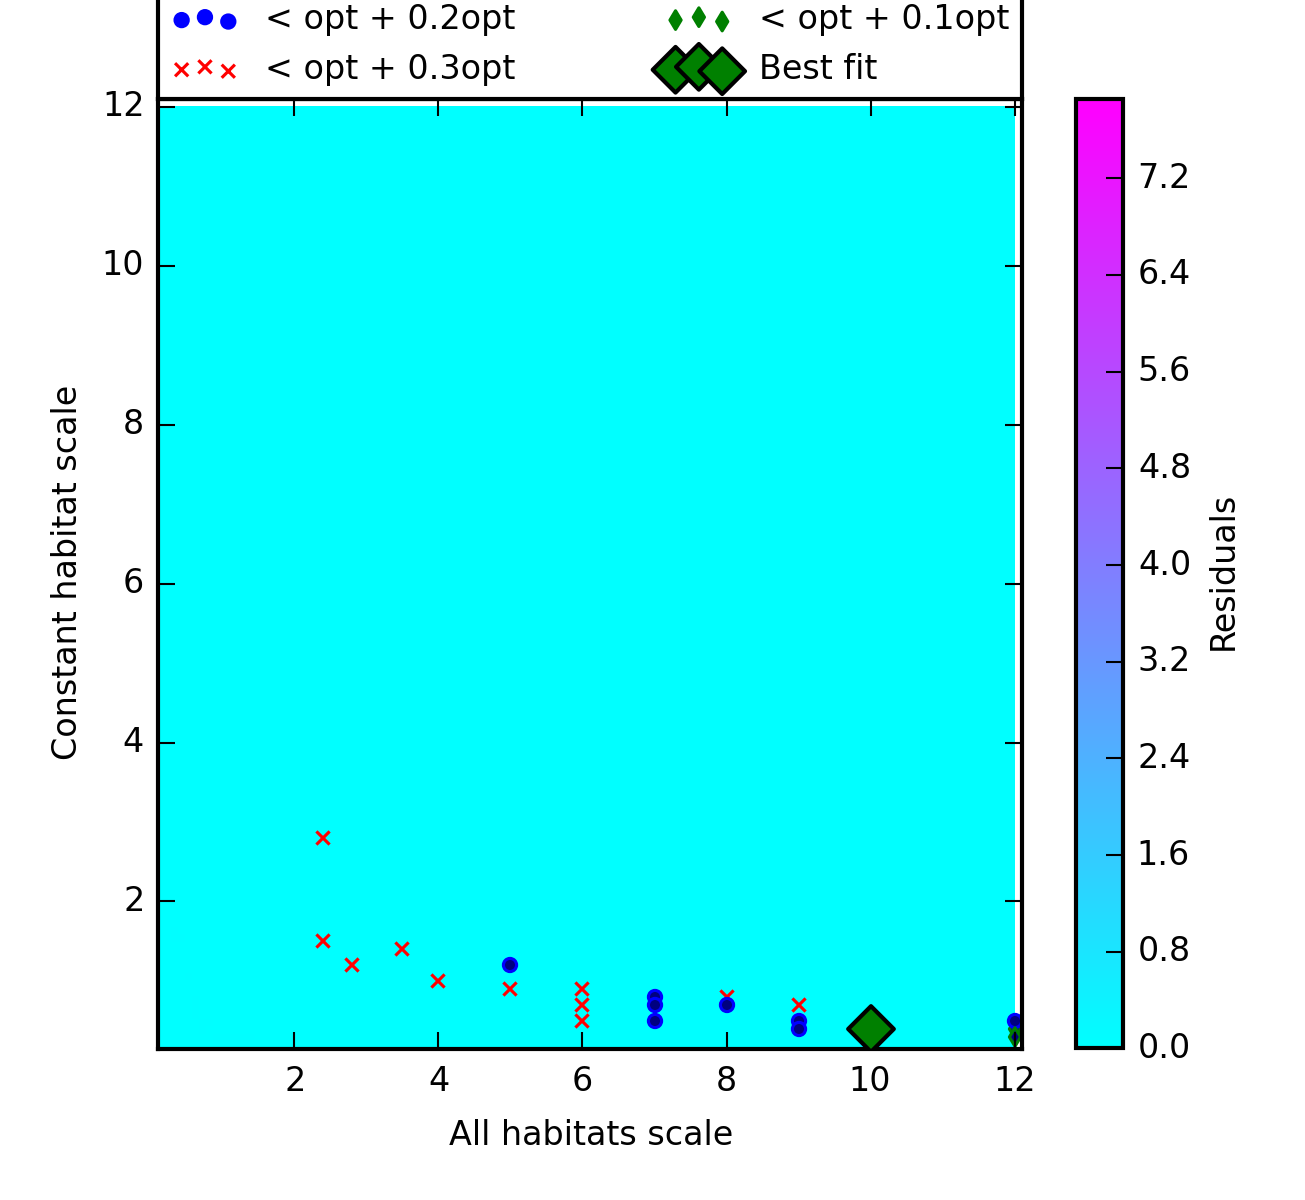 < opt + 0.2opt
< opt + 0.1opt
< opt + 0.3opt
Best fit
12
10
8
6
4
2
Constant habitat scale
2 4 6 8 10 12
All habitats scale
7.2
6.4
5.6
4.8
4.0
3.2
2.4
1.6
0.8
0.0
Residuals